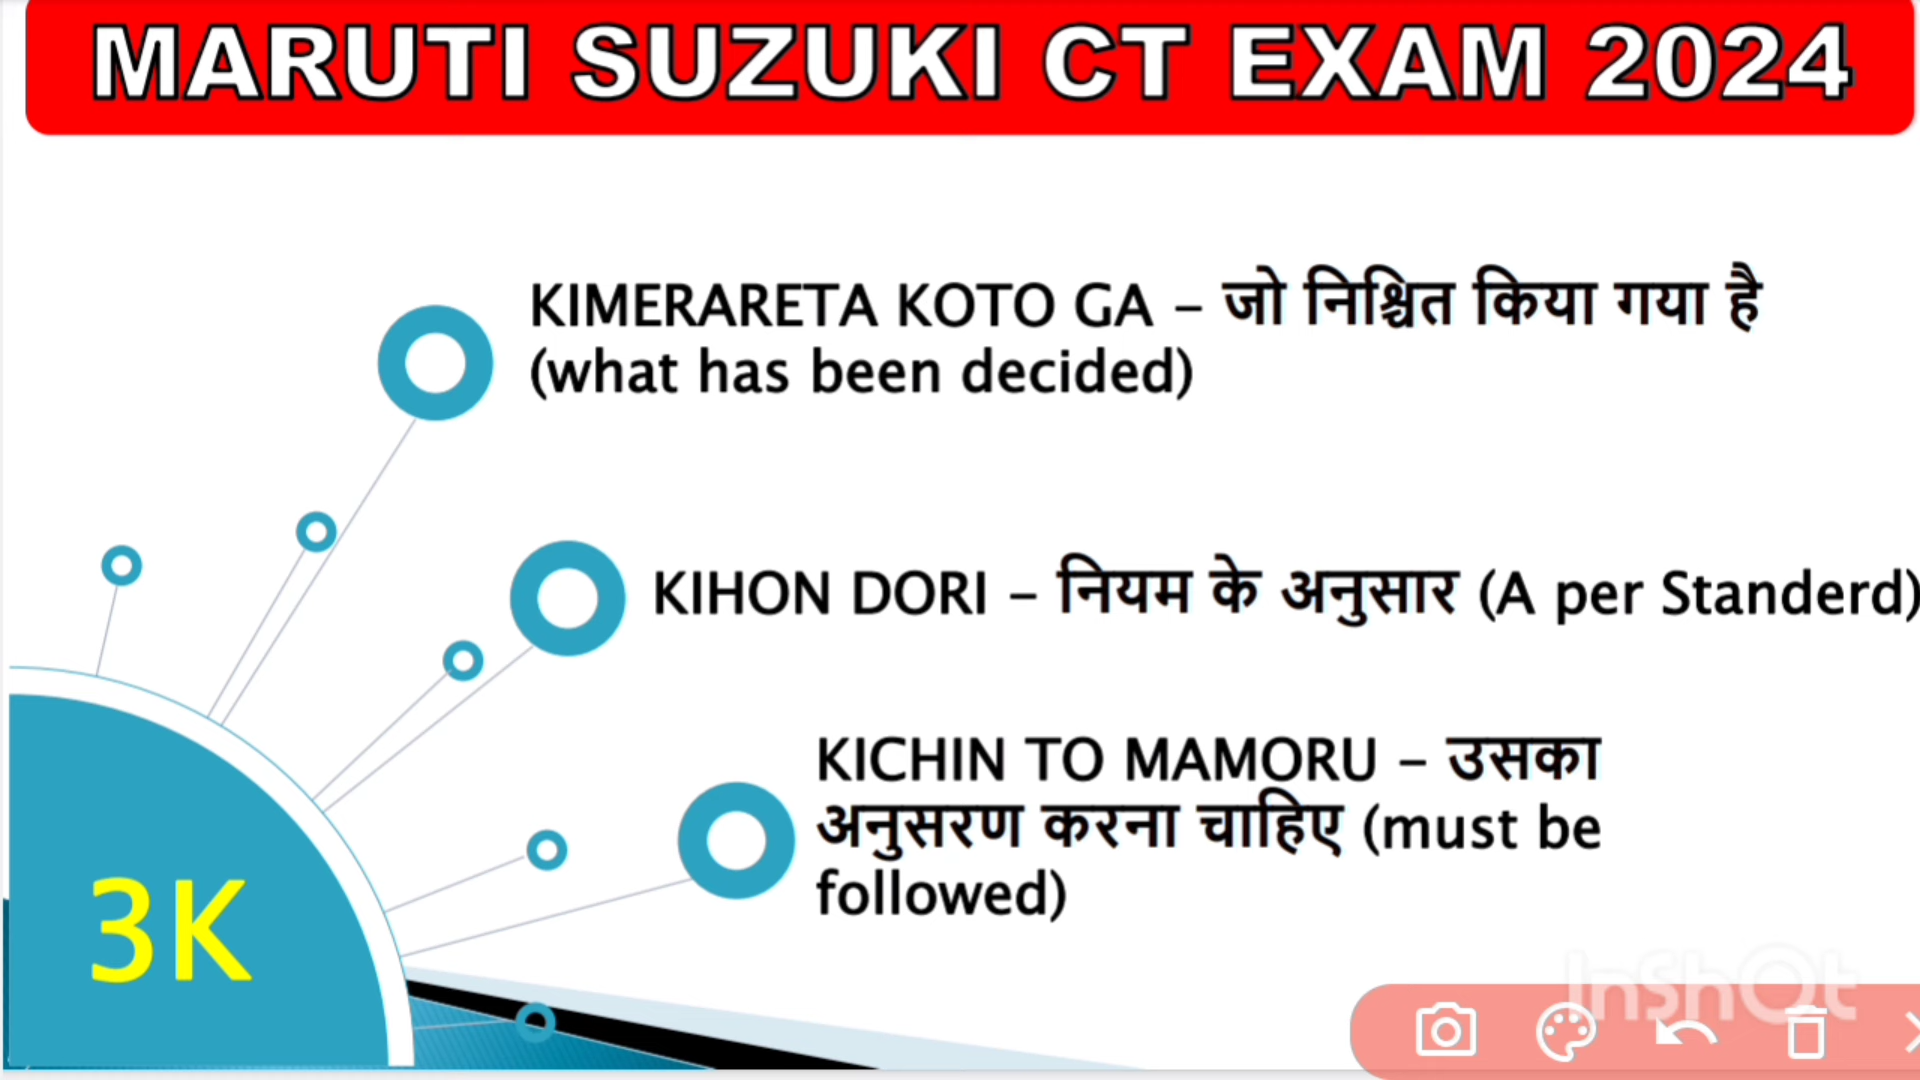 MARUTI SUZUKI CT EXAM 2024
KIMERARETA KOTO GA – जो निश्चित किया गया है
(what has been decided)
KIHON DORI – नियम के अनुसार (A per Standerd)
KICHIN TO MAMORU – उसका
अनुसरण करना चाहिए (must be
followed)
3K
InShOt